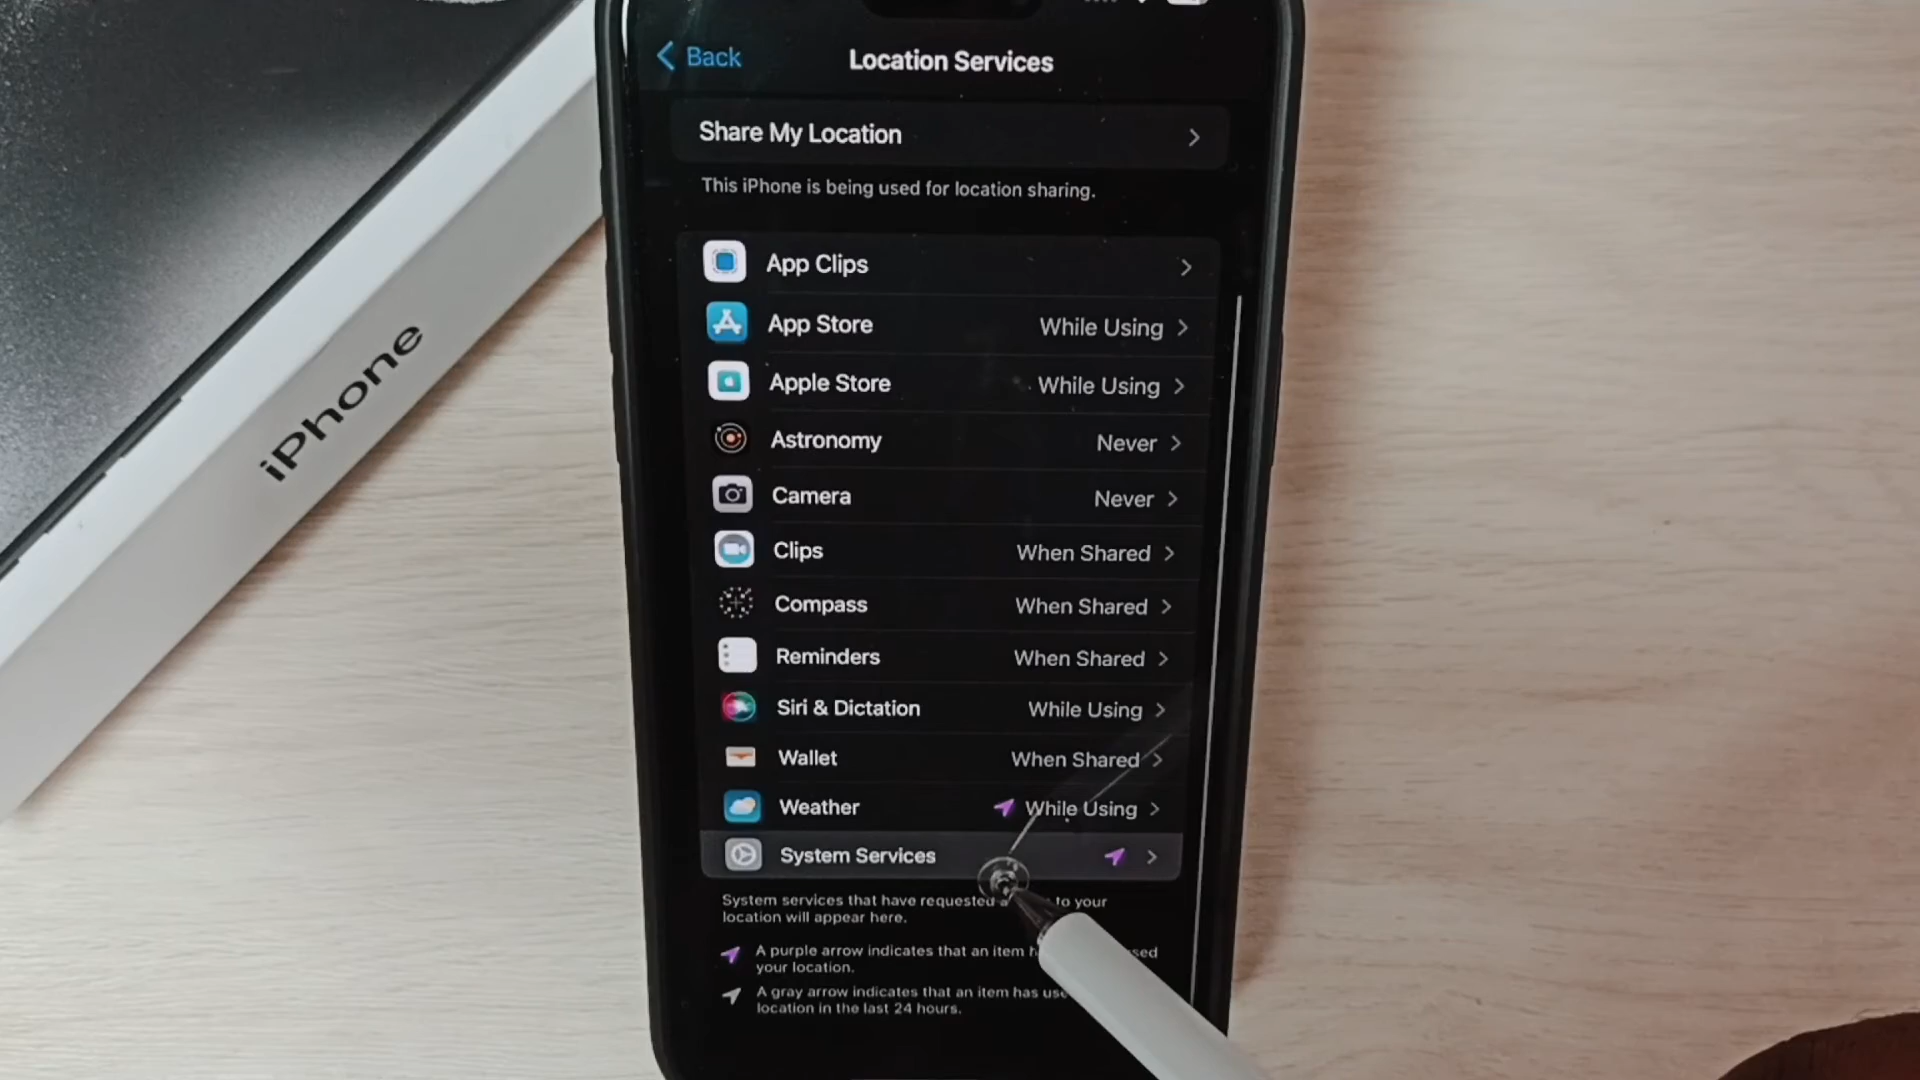 Back
Location Services
Share My Location
This iPhone is being used for location sharing.
App Clips
App Store While Using
Apple Store While Using
Astronomy Never
Camera Never
Clips When Shared
Compass When Shared
Reminders When Shared
Siri & Dictation While Using
Wallet When Shared
Weather While Using
System Services
System services that have requested to your
location will appear here.
A purple arrow indicates that an item
your location.
A gray arrow indicates that an item has
location in the last 24 hours.
iPhone